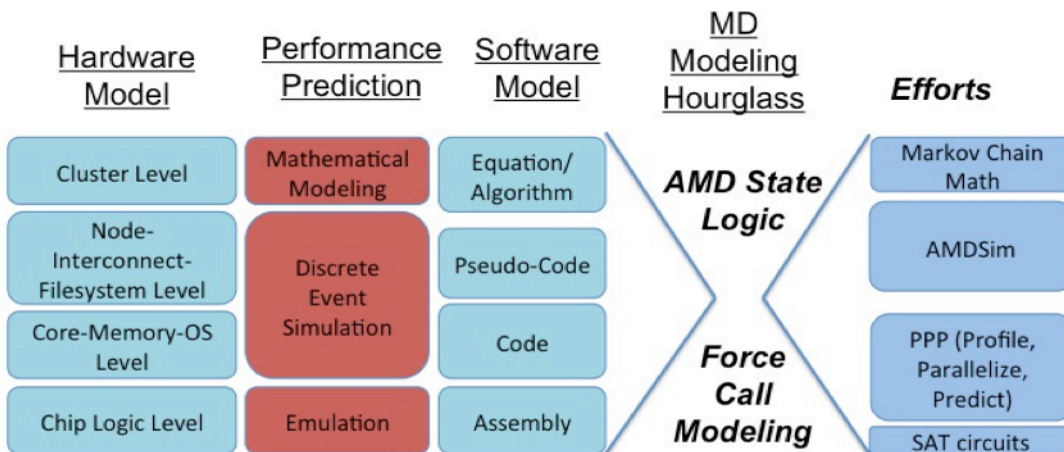 Hardware
Model
Performance
Prediction
Software
Model
MD
Modeling
Hourglass
Efforts
Cluster Level
Mathematical
Modeling
Equation/
Algorithm
AMD State
Logic
Markov Chain
Math
Node-
Interconnect-
Filesystem Level
Discrete
Event
Simulation
Pseudo-Code
AMDSim
Core-Memory-OS
Level
Code
Force
Call
Modeling
PPP (Profile,
Parallelize,
Predict)
Chip Logic Level
Emulation
Assembly
SAT circuits